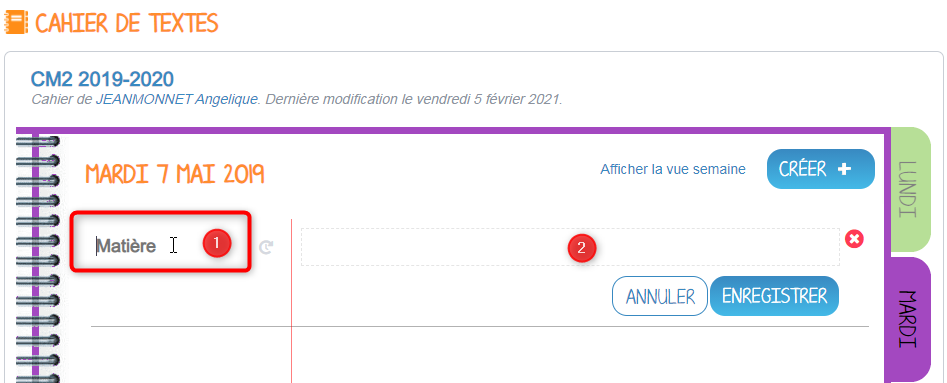 CAHIER DE TEXTES
CM2 2019-2020
Cahier de JEANMONNET Angelique. Dernière modification le vendredi 5 février 2021.
MARDI 7 MAI 2019
Afficher la vue semaine
CRÉER +
LUNDI
Matière
1
2
ANNULER
ENREGISTRER
MARDI